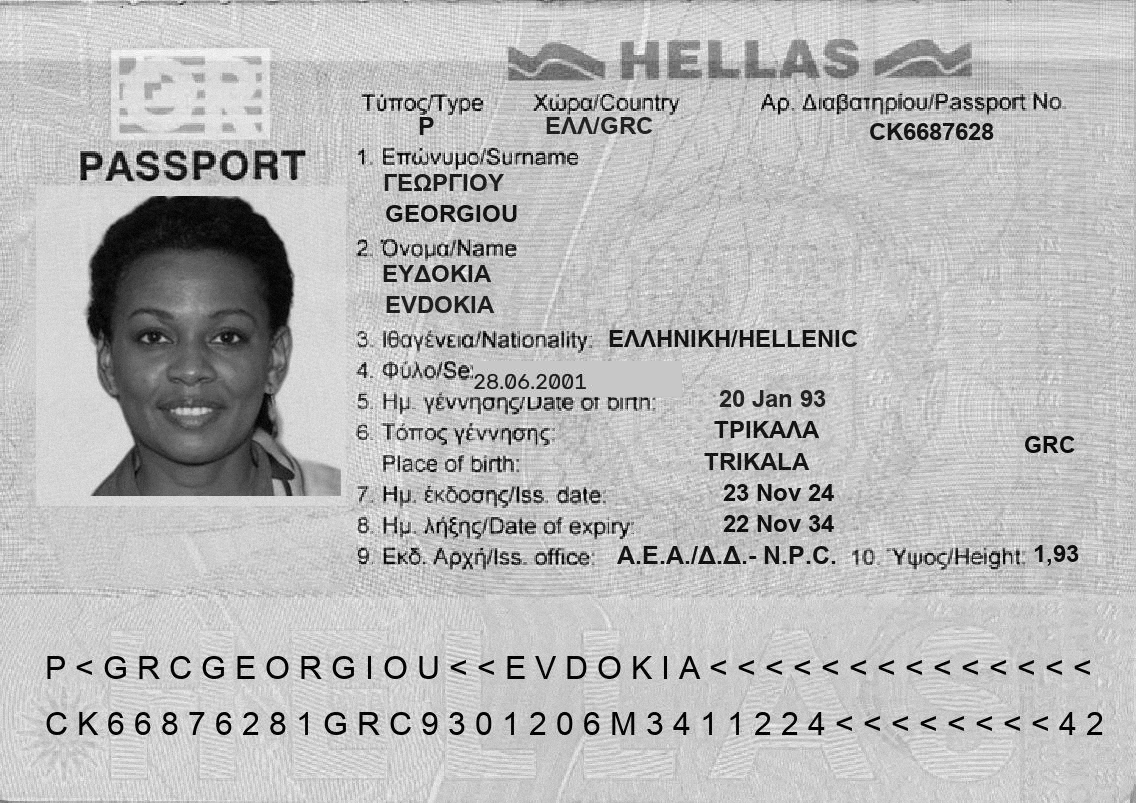 HELLAS
GR
PASSPORT
Τύπος/Type Χώρα/Country Αρ. Διαβατηρίου/Passport No.
P ΕΛΛ/GRC CK6687628
1. Επώνυμο/Surname
ΓΕΩΡΓΙΟΥ
GEORGIOU
2. Όνομα/Name
ΕΥΔΟΚΙΑ
EVDOKIA
3. Ιθαγένεια/Nationality: ΕΛΛΗΝΙΚΗ/HELLENIC
4. Φύλο/Se
28.06.2001
5. Ημ. γέννησης/Date of birth: 20 Jan 93
6. Τόπος γέννησης: ΤΡΙΚΑΛΑ
Place of birth: TRIKALA GRC
7. Ημ. έκδοσης/Iss. date: 23 Nov 24
8. Ημ. λήξης/Date of expiry: 22 Nov 34
9 Εκδ. Αρχή/Iss. office: Α.Ε.Α./Δ.Δ.- N.P.C. 10. Ύψος/Height: 1,93
HELLAS
P<GRCGEORGIOU<<EVDOKIA<<<<<<<<<<<<<<
CK66876281GRC9301206M3411224<<<<<<<<42